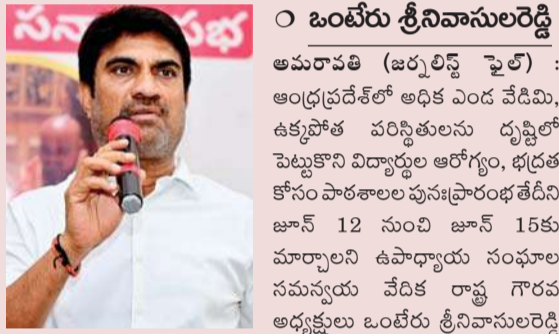 ❍ ఒంటేరు శ్రీనివాసులరెడ్డి
అమరావతి (జర్నలిస్ట్ ఫైల్) :
ఆంధ్రప్రదేశ్‌లో అధిక ఎండ వేడిమి,
ఉక్కపోత పరిస్థితులను దృష్టిలో
పెట్టుకొని విద్యార్థుల ఆరోగ్యం, భద్రత
కోసం పాఠశాలల పునఃప్రారంభ తేదీని
జూన్ 12 నుంచి జూన్ 15కు
మార్చాలని ఉపాధ్యాయ సంఘాల
సమన్వయ వేదిక రాష్ట్ర గౌరవ
అధ్యక్షులు ఒంటేరు శ్రీనివాసులరెడ్డి